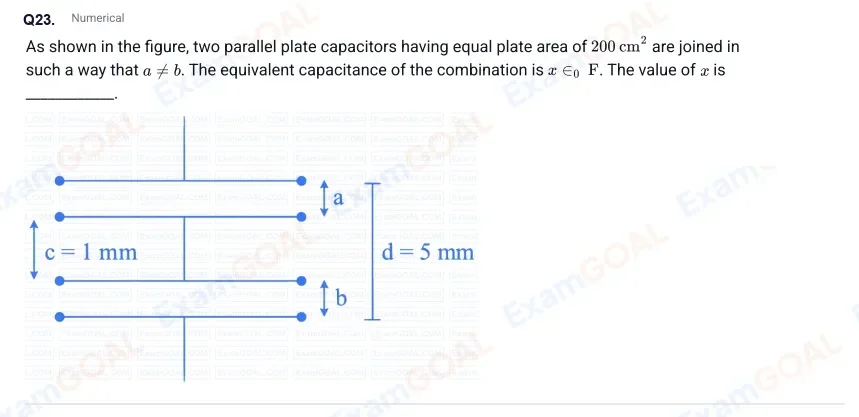 Q23. Numerical
As shown in the figure, two parallel plate capacitors having equal plate area of 200 cm² are joined in
such a way that a ≠ b. The equivalent capacitance of the combination is x ∈₀ F. The value of x is
___________.
a
c = 1 mm
d = 5 mm
b
ExamGOAL